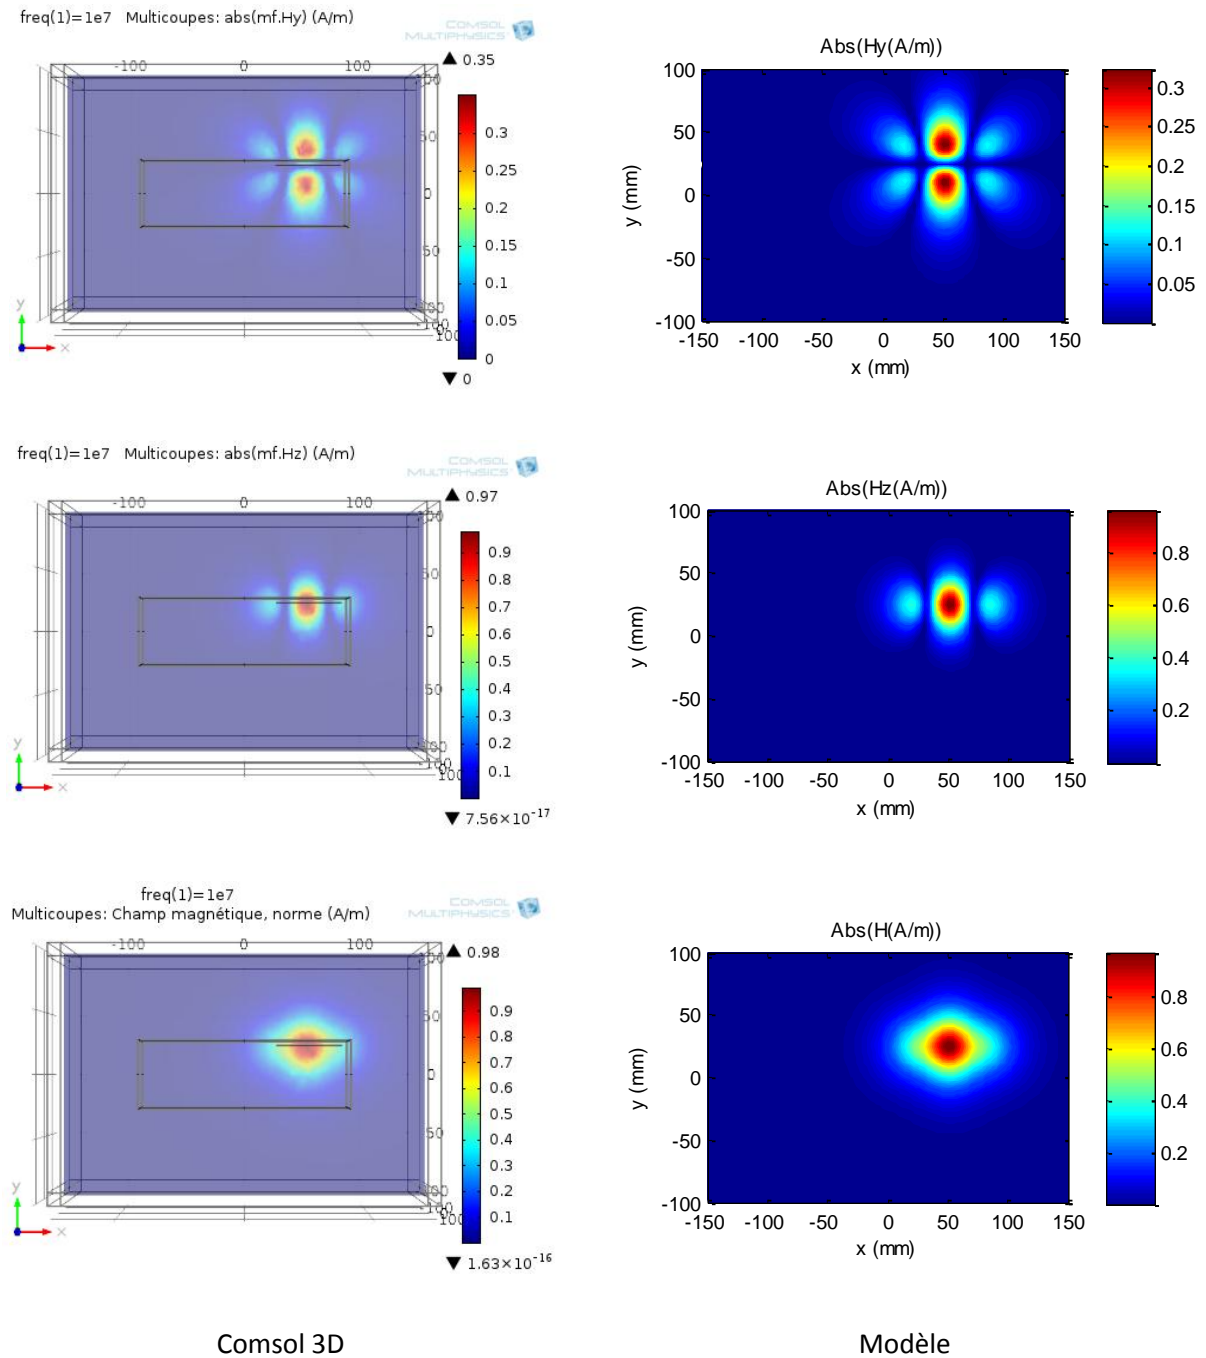 freq(1)=1e7   Multicoupes: abs(mf.Hy) (A/m)
COMSOL
MULTIPHYSICS
▲ 0.35
-100 0 100
0.3
0.25
0.2
0.15
0.1
0.05
0
▼ 0
y
x
Abs(Hy(A/m))
100
50
0
-50
-100
y (mm)
-150 -100 -50 0 50 100 150
x (mm)
0.3
0.25
0.2
0.15
0.1
0.05
freq(1)=1e7   Multicoupes: abs(mf.Hz) (A/m)
COMSOL
MULTIPHYSICS
▲ 0.97
-100 0 100
0.9
0.8
0.7
0.6
0.5
0.4
0.3
0.2
0.1
▼ 7.56×10⁻¹⁷
y
x
Abs(Hz(A/m))
100
50
0
-50
-100
y (mm)
-150 -100 -50 0 50 100 150
x (mm)
0.8
0.6
0.4
0.2
freq(1)=1e7
Multicoupes: Champ magnétique, norme (A/m)
COMSOL
MULTIPHYSICS
▲ 0.98
-100 0 100
0.9
0.8
0.7
0.6
0.5
0.4
0.3
0.2
0.1
▼ 1.63×10⁻¹⁶
y
x
Abs(H(A/m))
100
50
0
-50
-100
y (mm)
-150 -100 -50 0 50 100 150
x (mm)
0.8
0.6
0.4
0.2
Comsol 3D
Modèle